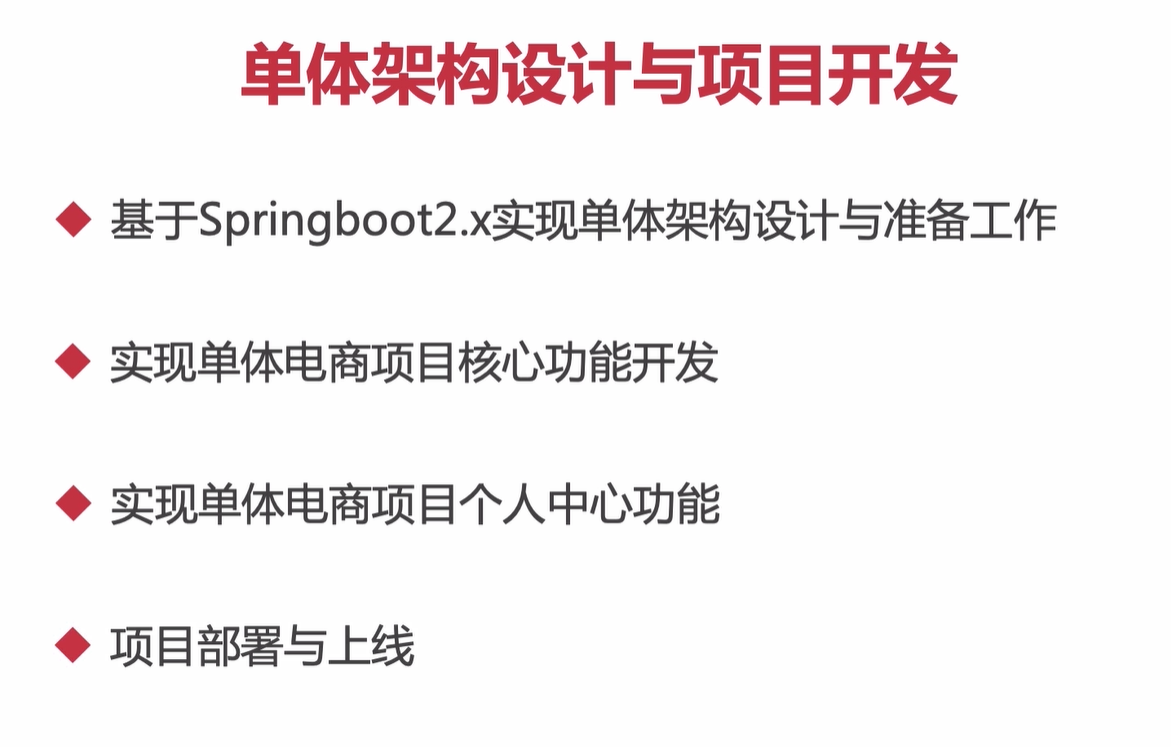 单体架构设计与项目开发
基于Springboot2.x实现单体架构设计与准备工作
实现单体电商项目核心功能开发
实现单体电商项目个人中心功能
项目部署与上线